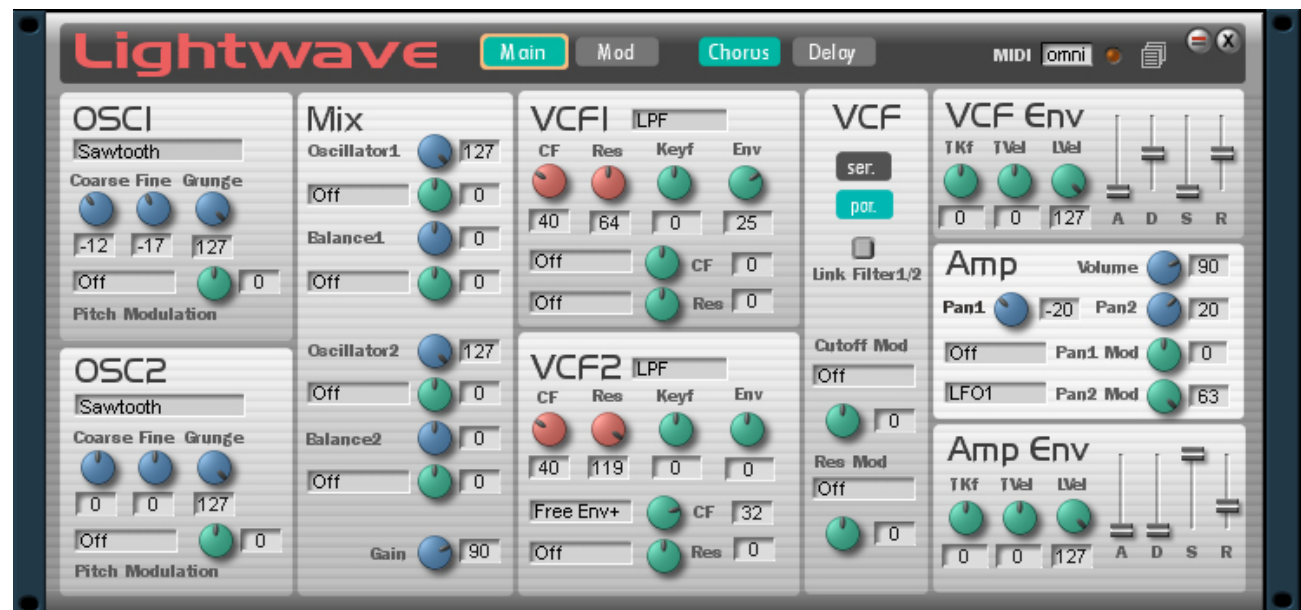 Lightwave Main Mod Chorus Delay MIDI omni X
OSC1
Sawtooth
Coarse Fine Grunge
-12 -17 127
Off 0
Pitch Modulation
OSC2
Sawtooth
Coarse Fine Grunge
0 0 127
Off 0
Pitch Modulation
Mix
Oscillator1 127
Off 0
Balance1 0
Off 0
Oscillator2 127
Off 0
Balance2 0
Off 0
Gain 90
VCF1 LPF
CF Res Keyf Env
40 64 0 25
Off CF 0
Off Res 0
VCF2 LPF
CF Res Keyf Env
40 119 0 0
Free Env+ CF 32
Off Res 0
VCF
ser.
par.
Link Filter1/2
Cutoff Mod
Off
0
Res Mod
Off
0
VCF Env
TKf TVel LVel
0 0 127 A D S R
Amp Volume 90
Pan1 -20 Pan2 20
Off Pan1 Mod 0
LFO1 Pan2 Mod 63
Amp Env
TKf TVel LVel
0 0 127 A D S R